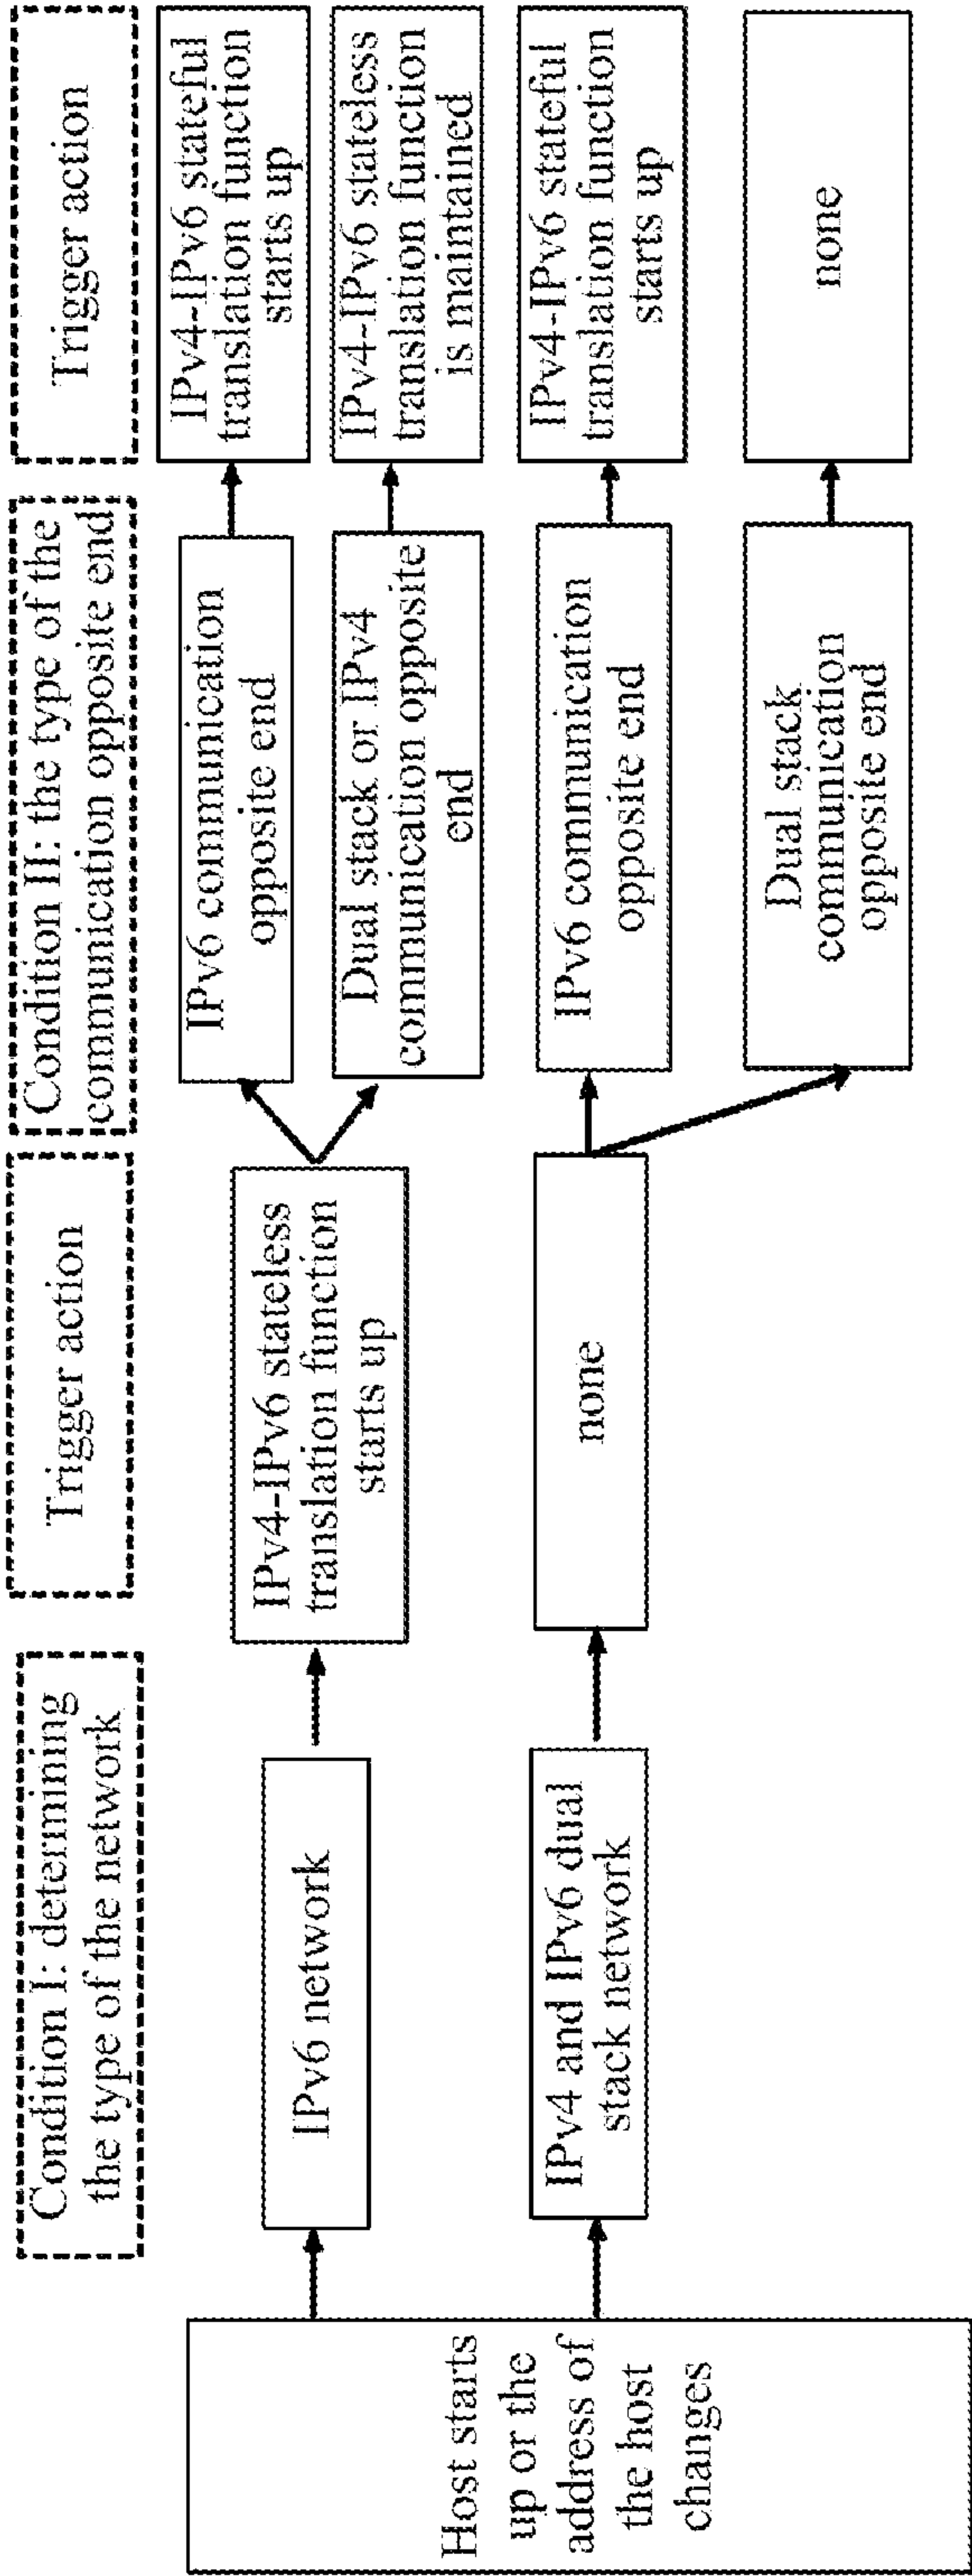 Condition I: determining
the type of the network
Trigger action
Condition II: the type of the
communication opposite end
Trigger action
Host starts
up or the
address of
the host
changes
IPv6 network
IPv4-IPv6 stateless
translation function
starts up
IPv6 communication
opposite end
IPv4-IPv6 stateful
translation function
starts up
Dual stack or IPv4
communication opposite
end
IPv4-IPv6 stateless
translation function
is maintained
IPv4 and IPv6 dual
stack network
none
IPv6 communication
opposite end
IPv4-IPv6 stateful
translation function
starts up
Dual stack
communication
opposite end
none